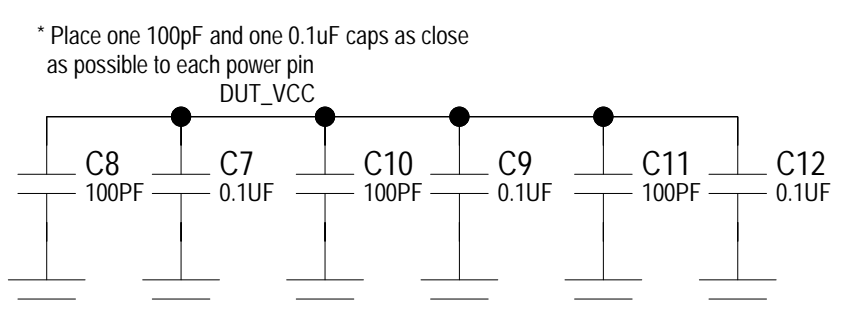 * Place one 100pF and one 0.1uF caps as close
as possible to each power pin
DUT_VCC
C8 C7 C10 C9 C11 C12
100PF 0.1UF 100PF 0.1UF 100PF 0.1UF